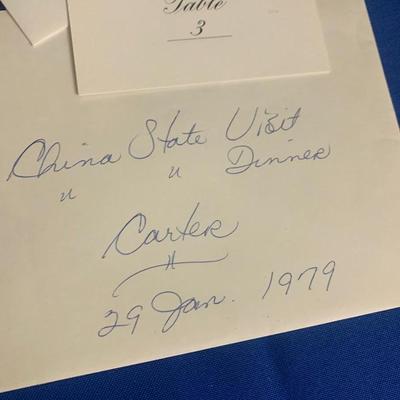 Table
3
China State Visit
" " Dinner
Carter
"
29 Jan. 1979